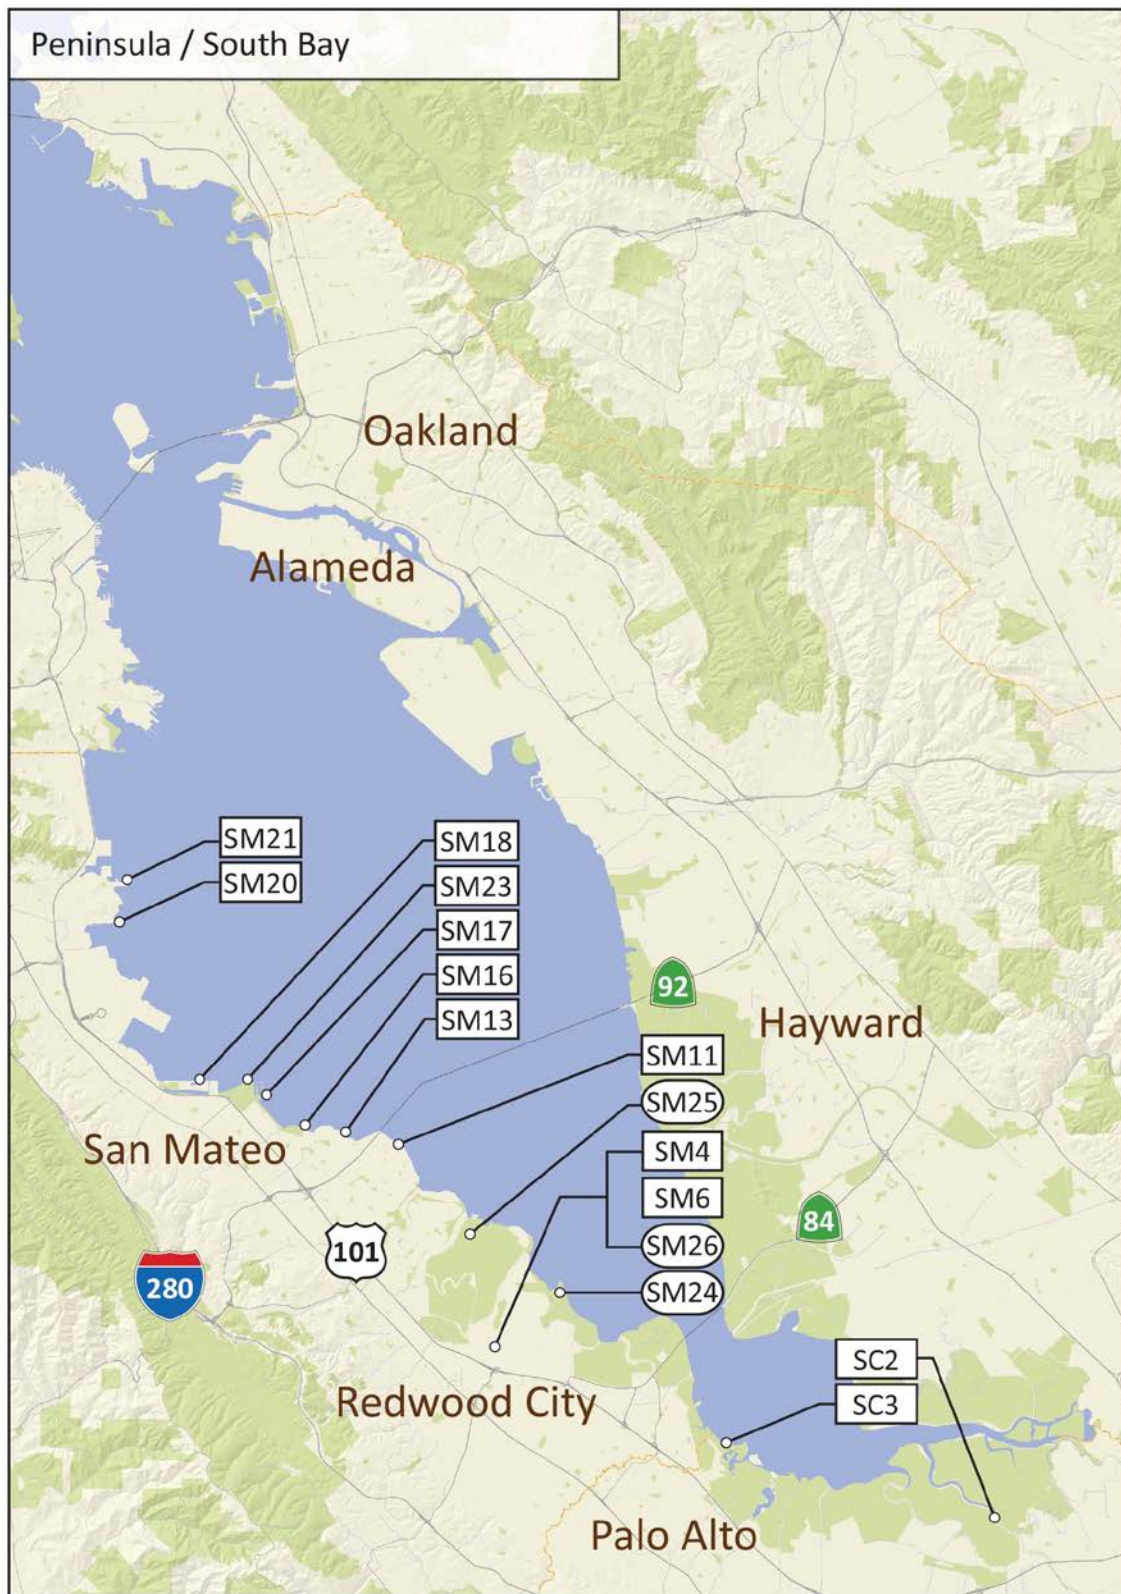 Peninsula / South Bay
Oakland
Alameda
SM21
SM20
SM18
SM23
SM17
SM16
SM13
92
Hayward
SM11
SM25
SM4
SM6
SM26
SM24
San Mateo
101
84
280
SC2
SC3
Redwood City
Palo Alto